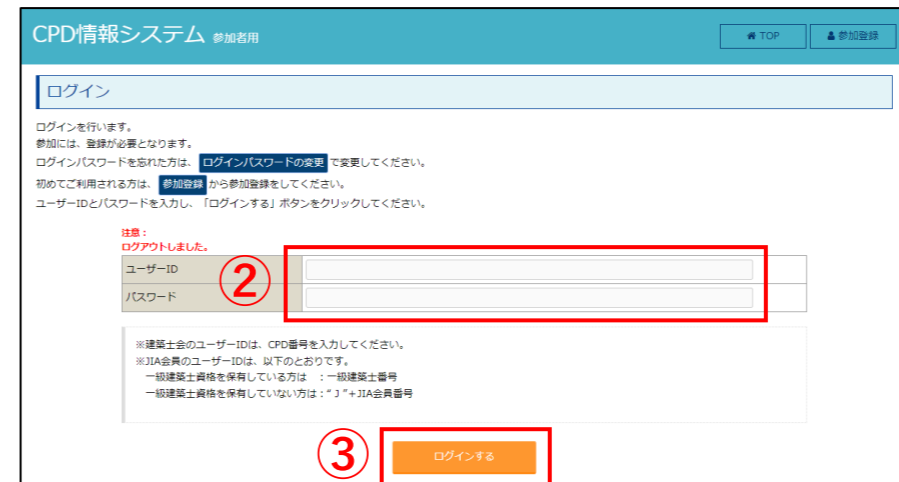 CPD情報システム 参加者用
TOP
参加登録
ログイン
ログインを行います。
参加には、登録が必要となります。
ログインパスワードを忘れた方は、 ログインパスワードの変更 で変更してください。
初めてご利用される方は、 参加登録 から参加登録をしてください。
ユーザーIDとパスワードを入力し、「ログインする」ボタンをクリックしてください。
注意：
ログアウトしました。
ユーザーID
②
パスワード
※建築士会のユーザーIDは、CPD番号を入力してください。
※JIA会員のユーザーIDは、以下のとおりです。
一級建築士資格を保有している方は ：一級建築士番号
一級建築士資格を保有していない方は：“Ｊ”+JIA会員番号
③
ログインする